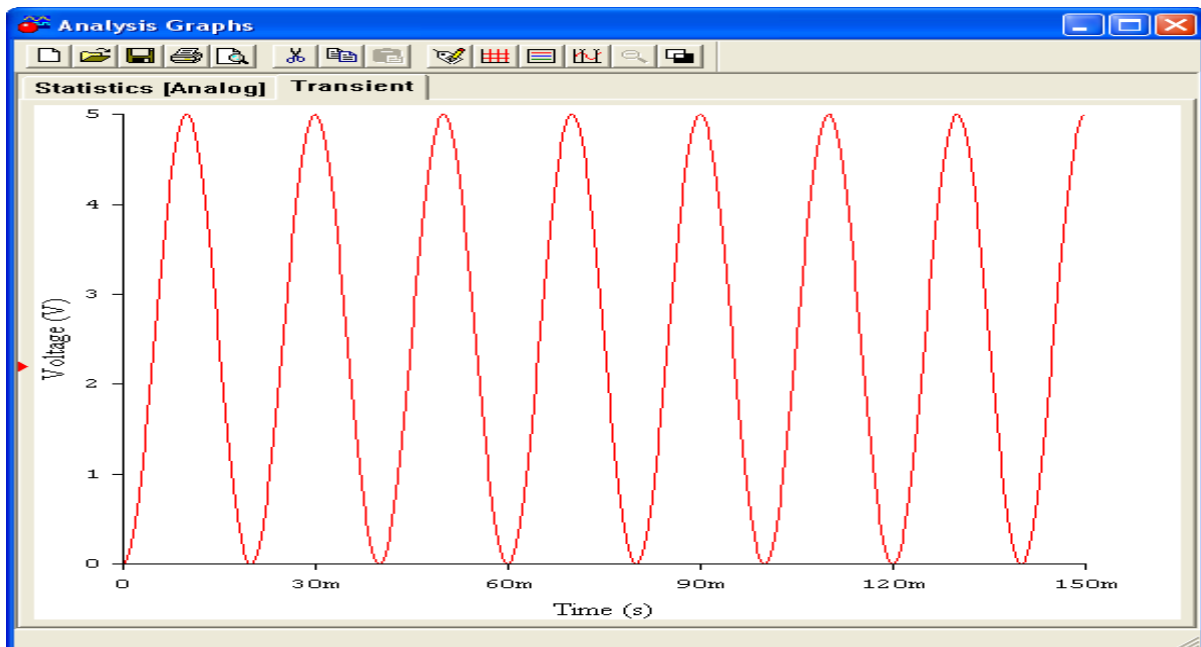 Analysis Graphs
Statistics [Analog] Transient
5
4
3
2
1
0
Voltage (V)
0 30m 60m 90m 120m 150m
Time (s)